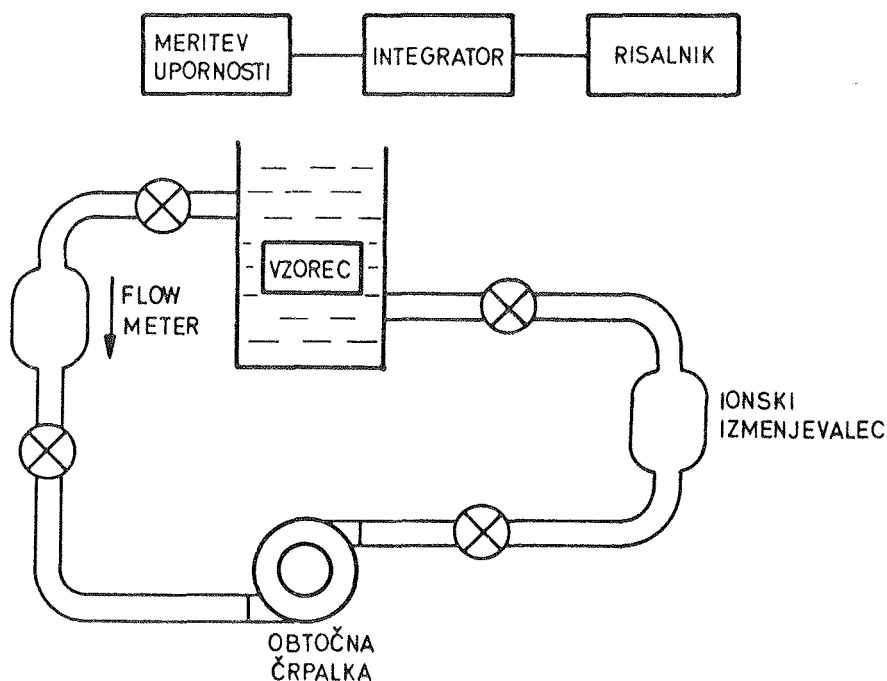 MERITEV
UPORNOSTI
INTEGRATOR
RISALNIK
VZOREC
FLOW
METER
IONSKI
IZMENJEVALEC
OBTOČNA
ČRPALKA